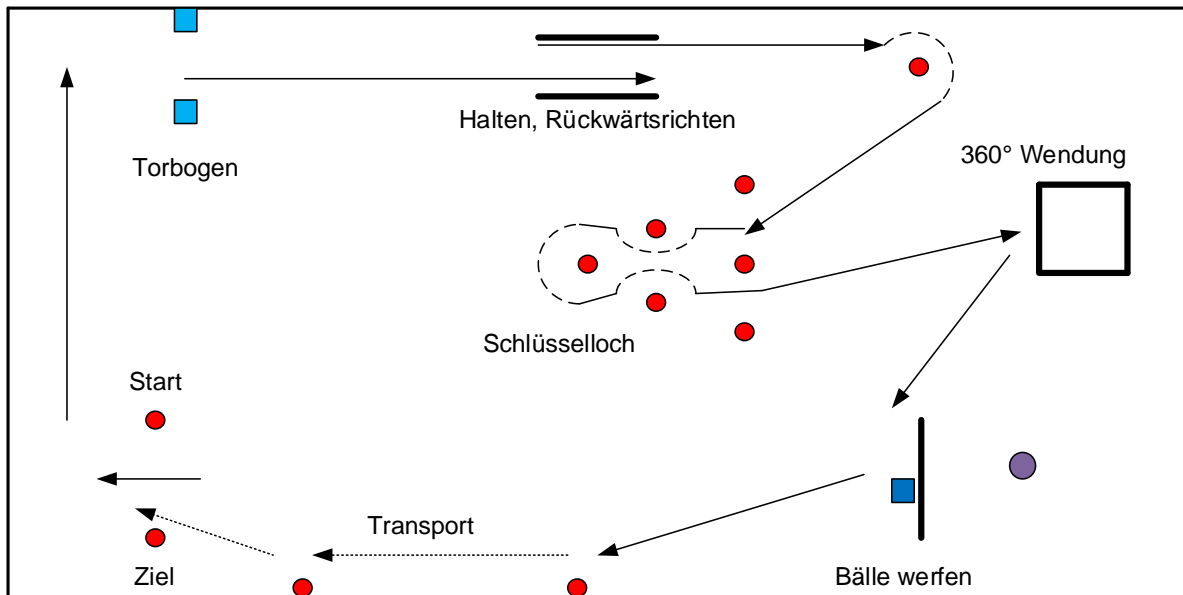 Halten, Rückwärtsrichten
Torbogen
360° Wendung
Schlüsselloch
Start
Transport
Ziel
Bälle werfen